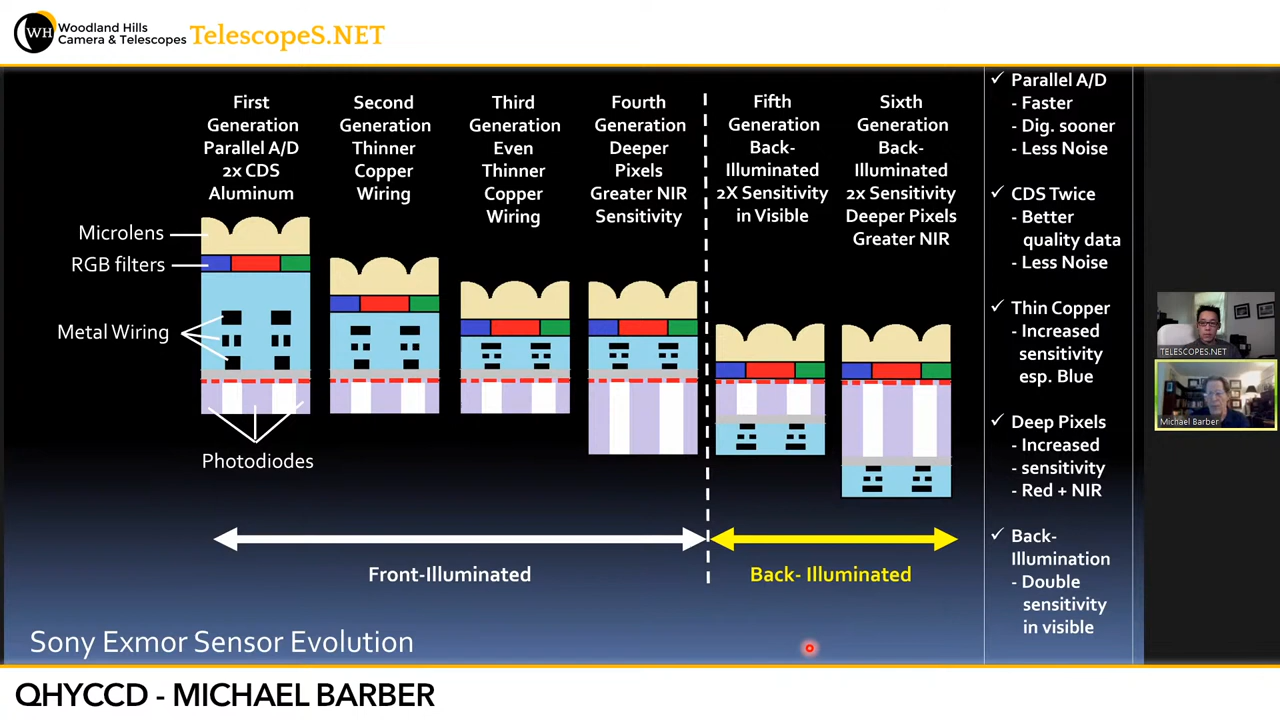 WH
Woodland Hills
Camera & Telescopes
TelescopeS.NET
First
Generation
Parallel A/D
2x CDS
Aluminum
Second
Generation
Thinner
Copper
Wiring
Third
Generation
Even
Thinner
Copper
Wiring
Fourth
Generation
Deeper
Pixels
Greater NIR
Sensitivity
Fifth
Generation
Back-
Illuminated
2X Sensitivity
in Visible
Sixth
Generation
Back-
Illuminated
2x Sensitivity
Deeper Pixels
Greater NIR
Microlens
RGB filters
Metal Wiring
Photodiodes
Front-Illuminated
Back- Illuminated
✓ Parallel A/D
- Faster
- Dig. sooner
- Less Noise
✓ CDS Twice
- Better
quality data
- Less Noise
✓ Thin Copper
- Increased
sensitivity
esp. Blue
✓ Deep Pixels
- Increased
- sensitivity
- Red + NIR
✓ Back-
Illumination
- Double
sensitivity
in visible
TELESCOPES.NET
Michael Barber
Sony Exmor Sensor Evolution
QHYCCD - MICHAEL BARBER